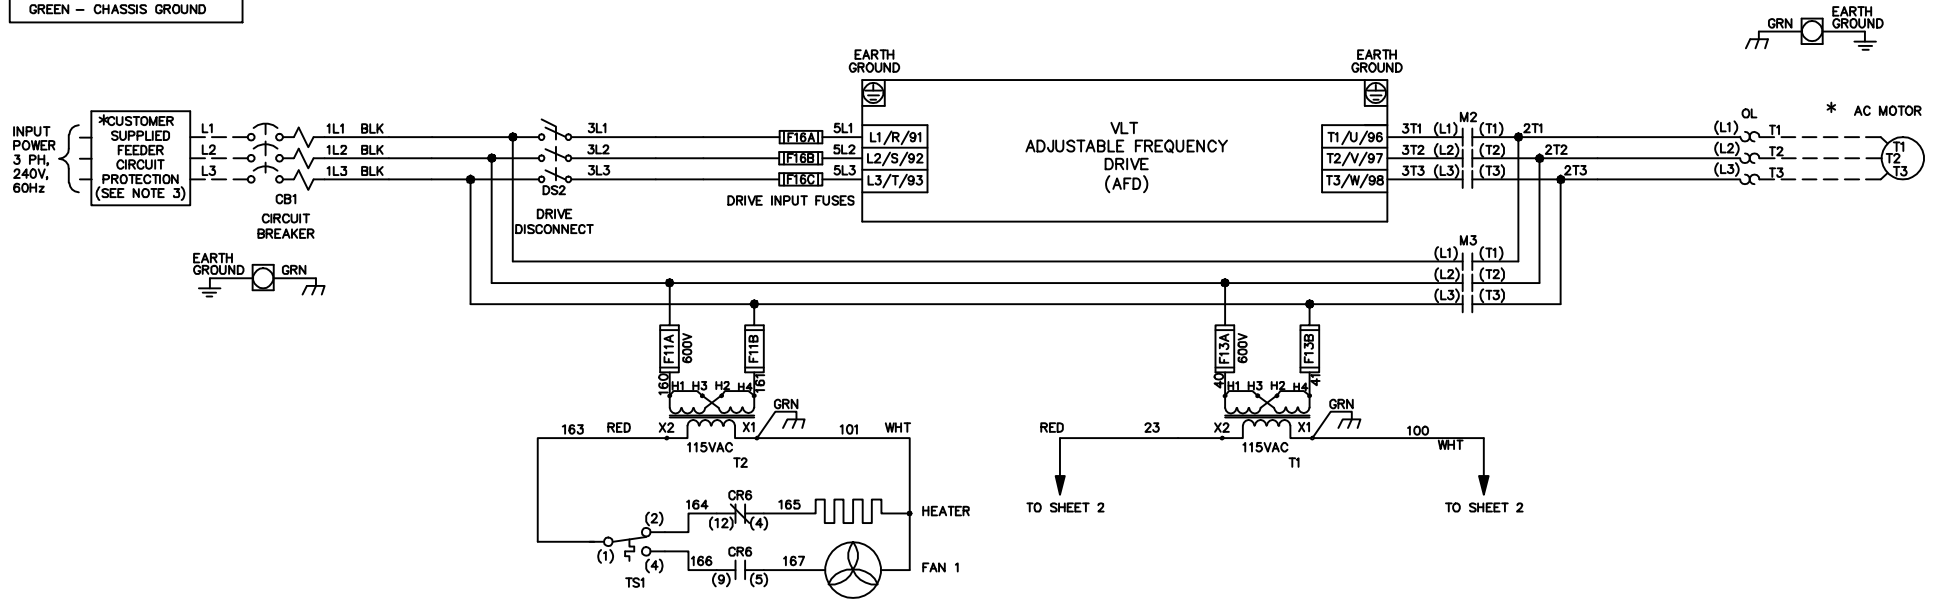 GREEN – CHASSIS GROUND
GRN
EARTH
GROUND
EARTH
GROUND
EARTH
GROUND
INPUT
POWER
3 PH,
240V,
60Hz
*CUSTOMER
SUPPLIED
FEEDER
CIRCUIT
PROTECTION
(SEE NOTE 3)
L1
L2
L3
CB1
CIRCUIT
BREAKER
1L1 BLK
1L2 BLK
1L3 BLK
DS2
DRIVE
DISCONNECT
3L1
3L2
3L3
F16A
F16B
F16C
DRIVE INPUT FUSES
5L1
5L2
5L3
L1/R/91
L2/S/92
L3/T/93
VLT
ADJUSTABLE FREQUENCY
DRIVE
(AFD)
T1/U/96
T2/V/97
T3/W/98
M2
3T1 (L1) (T1) 2T1
3T2 (L2) (T2) 2T2
3T3 (L3) (T3) 2T3
OL
(L1) T1
(L2) T2
(L3) T3
* AC MOTOR
T1
T2
T3
EARTH
GROUND
GRN
M3
(L1) (T1)
(L2) (T2)
(L3) (T3)
F11A
600V
F11B
160
161
H1 H3 H2 H4
GRN
163 RED X2
X1 101 WHT
115VAC
T2
F13A
600V
F13B
40
41
H1 H3 H2 H4
GRN
RED 23 X2
X1 100
WHT
115VAC
T1
TO SHEET 2
TO SHEET 2
CR6
164
165
(12) (4)
HEATER
(2)
(1)
(4)
TS1
CR6
166
167
(9) (5)
FAN 1